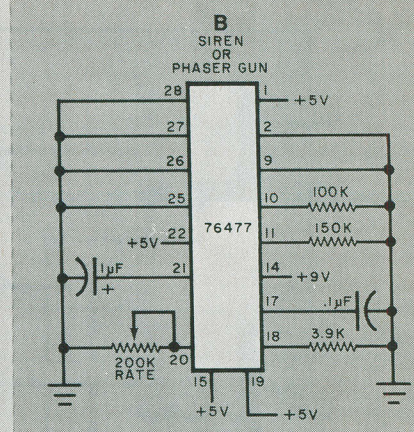 B
SIREN
OR
PHASER GUN
28
1
+5V
27
2
26
9
25
10
100K
76477
22
+5V
11
150K
21
1µF
+
14
+9V
17
.1µF
18
3.9K
20
200K
RATE
15
19
+5V
+5V